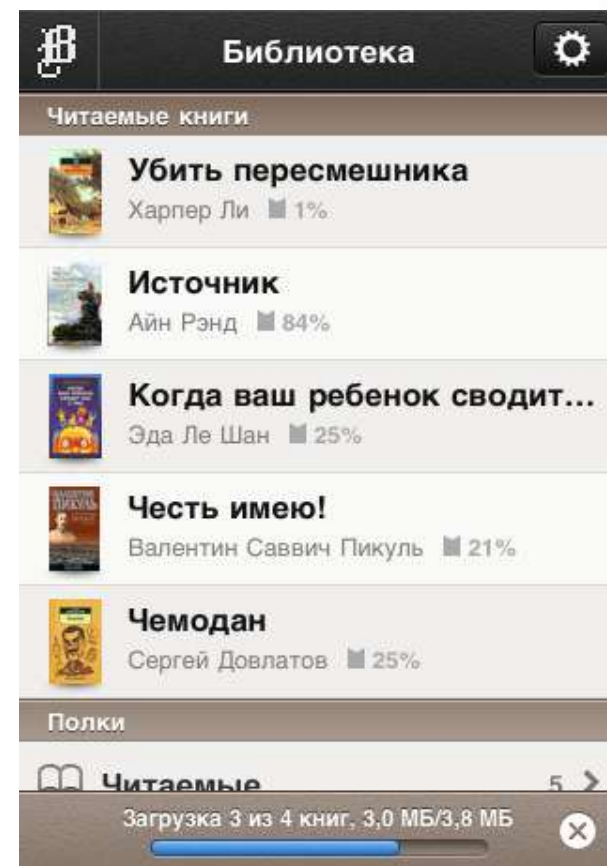 Библиотека
Читаемые книги
Убить пересмешника
Харпер Ли 1%
Источник
Айн Рэнд 84%
Когда ваш ребенок сводит...
Эда Ле Шан 25%
Честь имею!
Валентин Саввич Пикуль 21%
Чемодан
Сергей Довлатов 25%
Полки
Читаемые 5
Загрузка 3 из 4 книг, 3,0 МБ/3,8 МБ